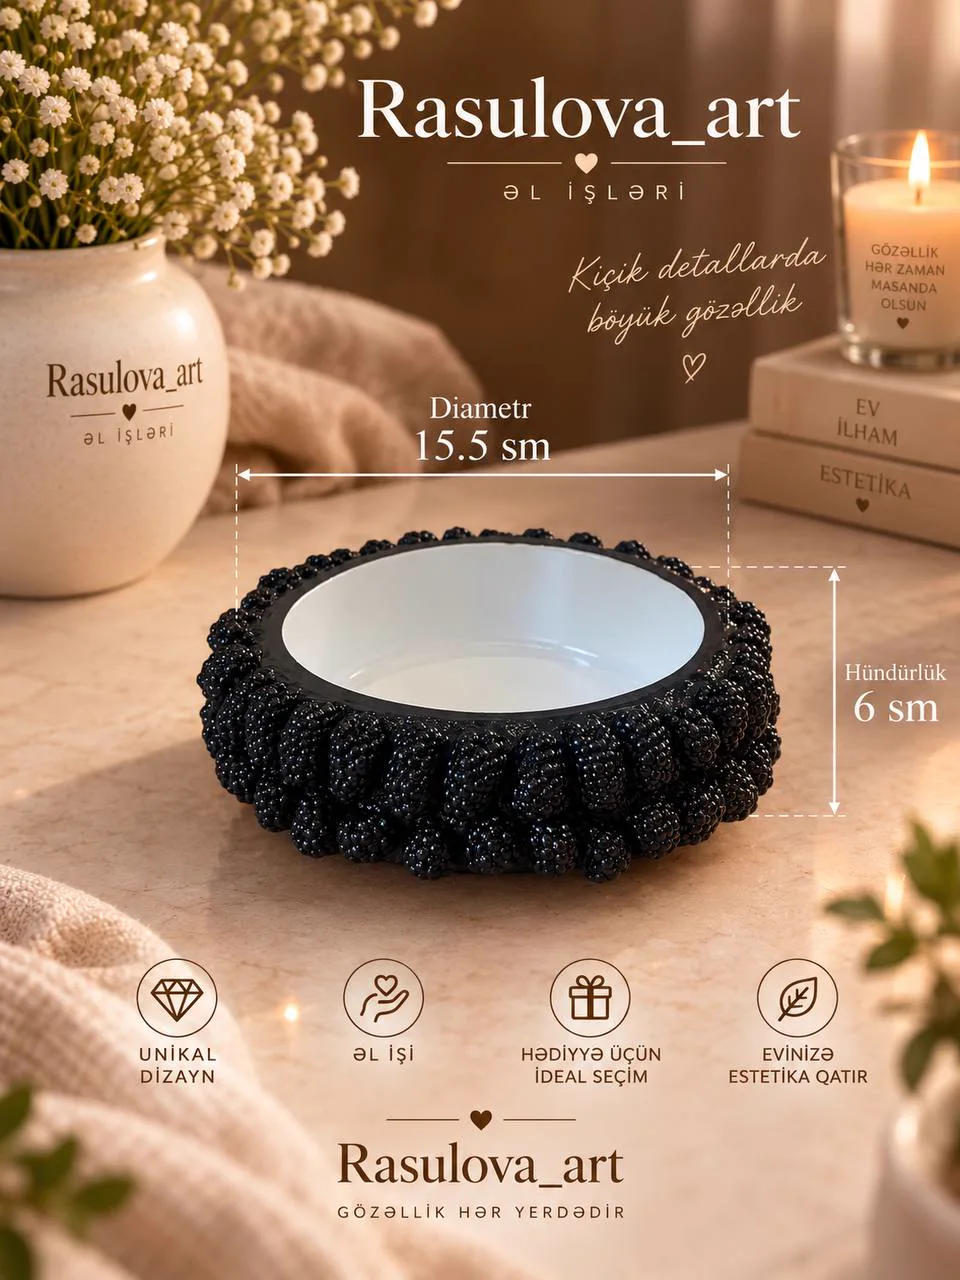 Rasulova_art
ƏL İŞLƏRİ
Kiçik detallarda
böyük gözəllik
GÖZƏLLİK
HƏR ZAMAN
MASANDA
OLSUN
Rasulova_art
ƏL İŞLƏRİ
EV
İLHAM
ESTETİKA
Diametr
15.5 sm
Hündürlük
6 sm
UNİKAL
DİZAYN
ƏL İŞİ
HƏDİYYƏ ÜÇÜN
İDEAL SEÇİM
EVİNİZƏ
ESTETİKA QATIR
Rasulova_art
GÖZƏLLİK HƏR YERDƏDİR